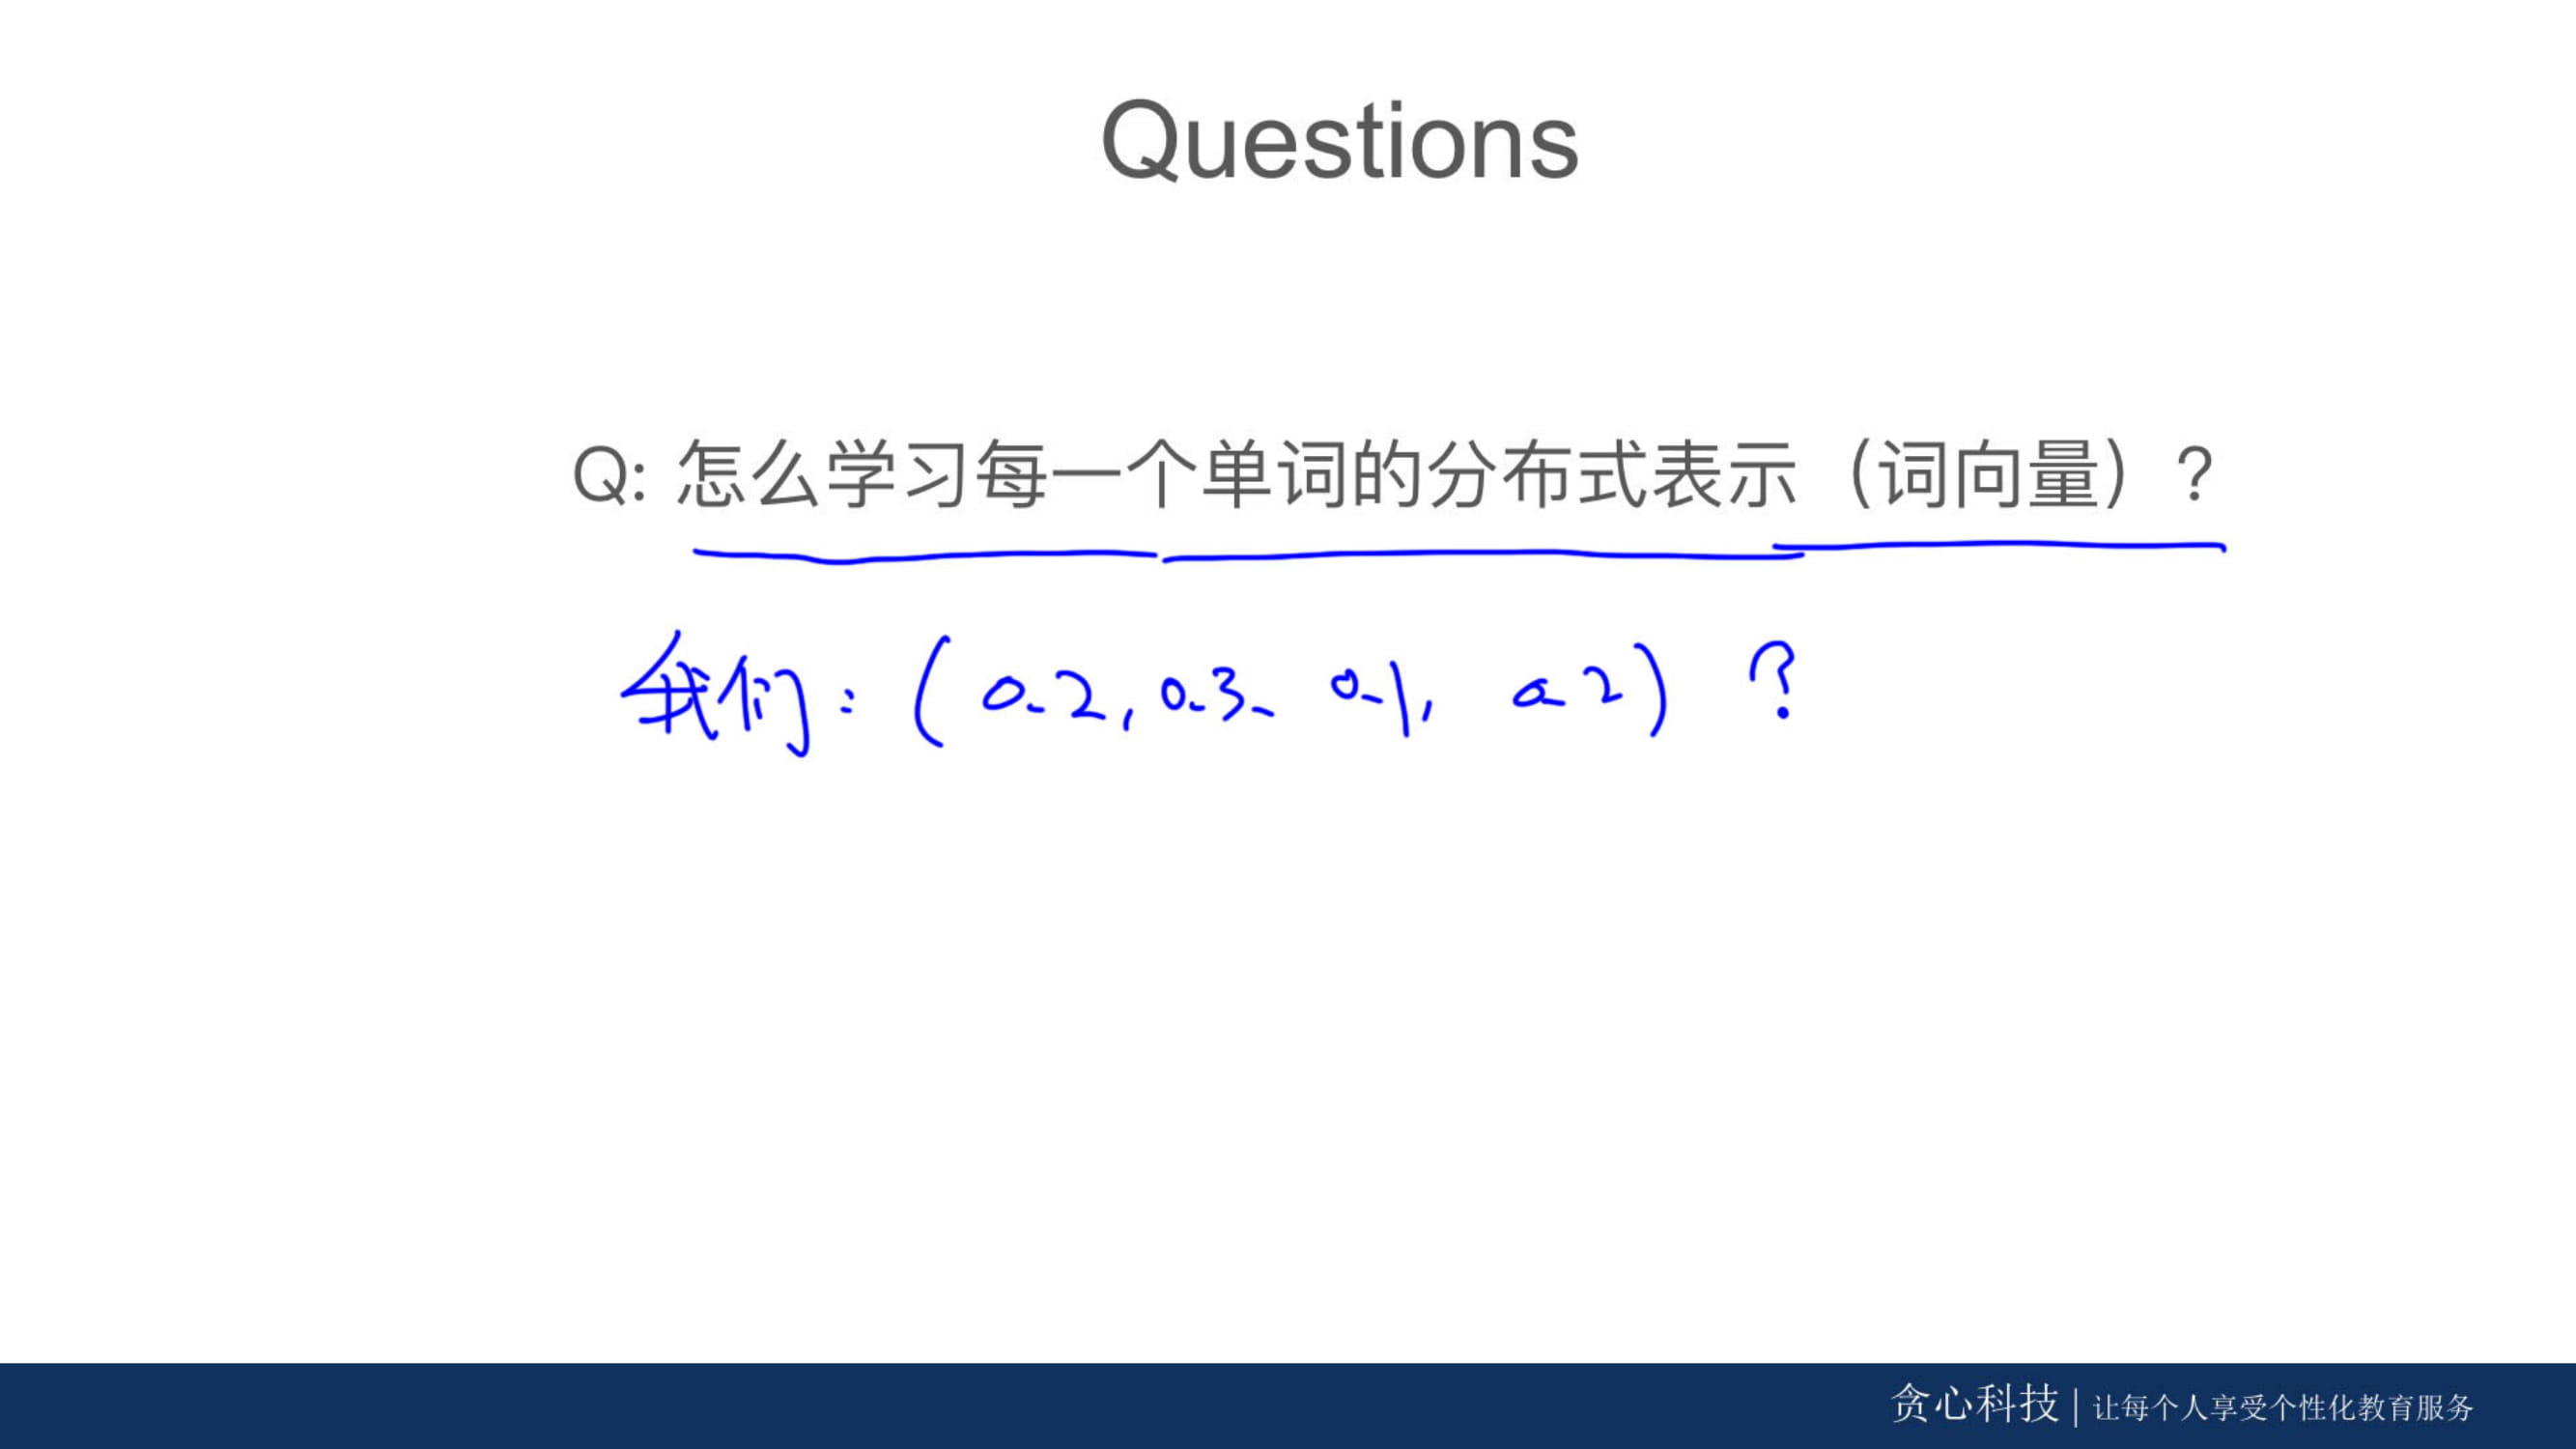 Questions
Q: 怎么学习每一个单词的分布式表示（词向量）？
我们: (0.2, 0.3, 0.1, 0.2) ?
贪心科技 | 让每个人享受个性化教育服务